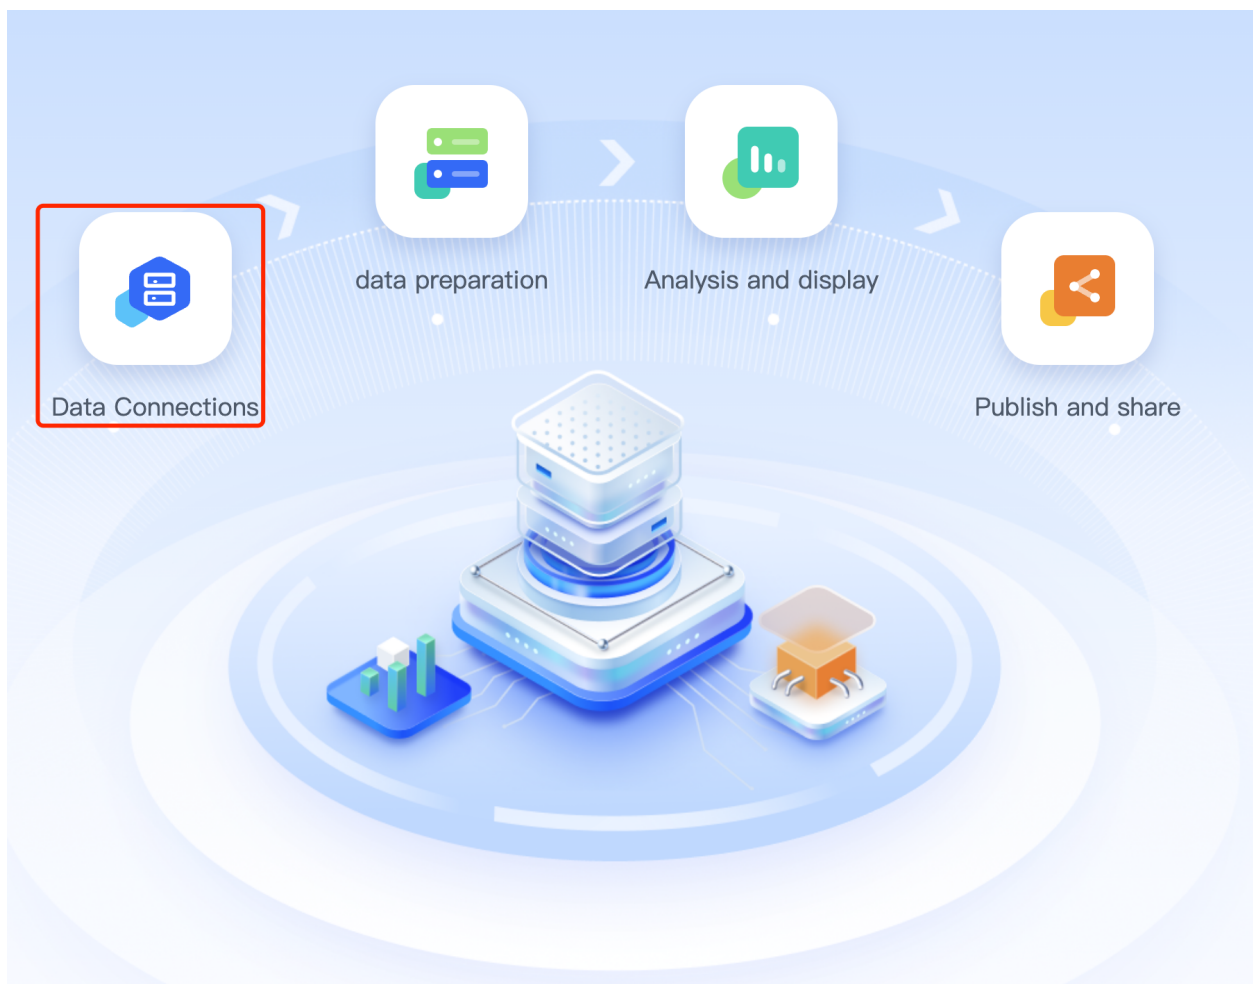 data preparation
Analysis and display
Data Connections
Publish and share